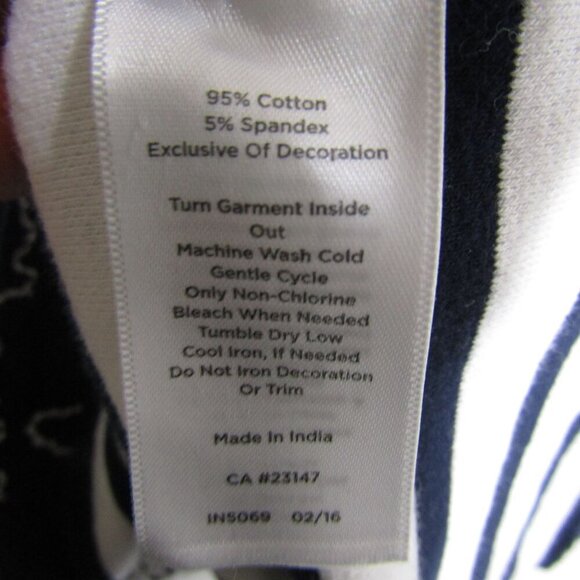 95% Cotton
5% Spandex
Exclusive Of Decoration
Turn Garment Inside
Out
Machine Wash Cold
Gentle Cycle
Only Non-Chlorine
Bleach When Needed
Tumble Dry Low
Cool Iron, If Needed
Do Not Iron Decoration
Or Trim
Made In India
CA #23147
IN5069 02/16